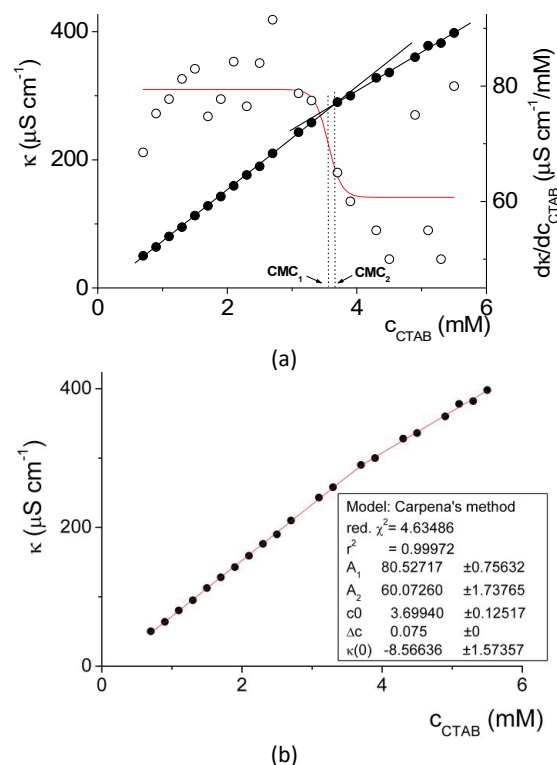 (a)
400
300
200
100
0
κ (μS cm⁻¹)
80
60
dκ/dc_CTAB (μS cm⁻¹/mM)
CMC₁
CMC₂
0
2
4
6
c_CTAB (mM)
(a)
400
200
0
κ (μS cm⁻¹)
Model: Carpena's method
red. χ²= 4.63486
r² = 0.99972
A₁ 80.52717 ±0.75632
A₂ 60.07260 ±1.73765
c0 3.69940 ±0.12517
Δc 0.075 ±0
κ(0) -8.56636 ±1.57357
0
2
4
6
c_CTAB (mM)
(b)